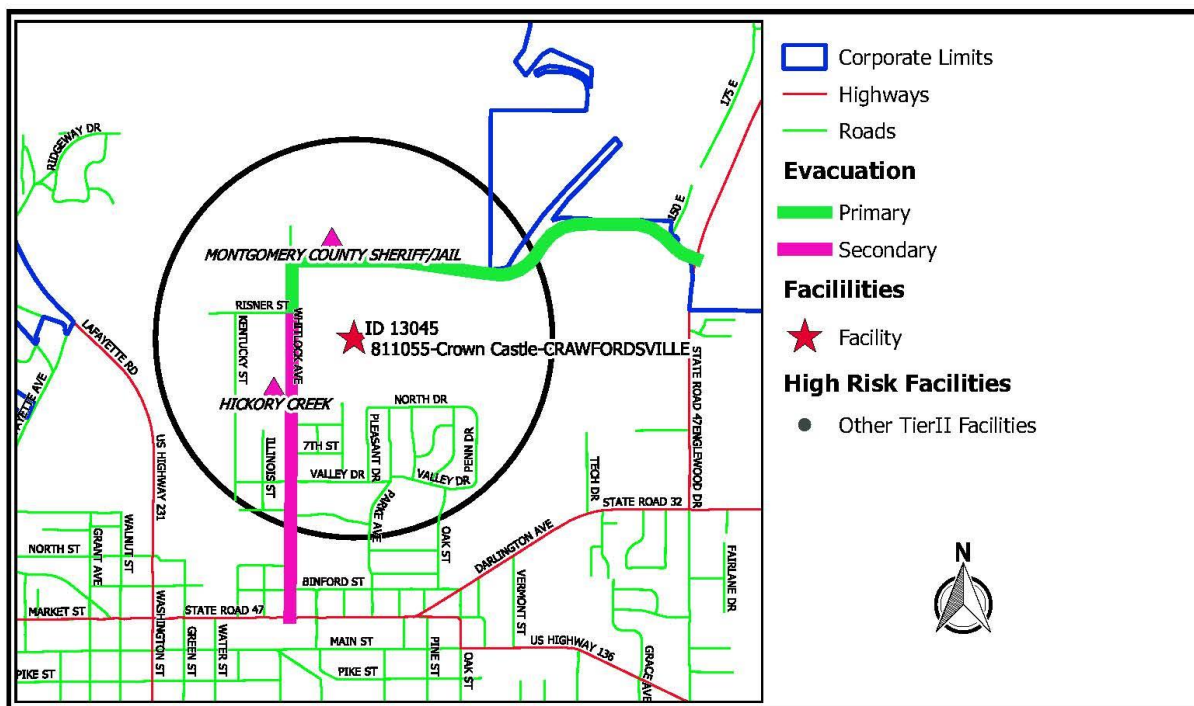 RIDGEWAY DR
175 E
150 E
MONTGOMERY COUNTY SHERIFF/JAIL
RISNER ST
KENTUCKY ST
WHITLOCK AVE
ID 13045
811055-Crown Castle-CRAWFORDSVILLE
LAFAYETTE RD
HICKORY CREEK
NORTH DR
PLEASANT DR
PENN DR
7TH ST
ILLINOIS ST
VALLEY DR
VALLEY DR
US HIGHWAY 231
STATE ROAD 47
ENGLEWOOD DR
TECH DR
STATE ROAD 32
PARKE AVE
OAK ST
DARLINGTON AVE
WALNUT ST
GRANT AVE
NORTH ST
BINFORD ST
VERMONT ST
FAIRLANE DR
MARKET ST
STATE ROAD 47
WASHINGTON ST
GREEN ST
WATER ST
MAIN ST
PINE ST
OAK ST
US HIGHWAY 136
GRACE AVE
PIKE ST
PIKE ST
Corporate Limits
Highways
Roads
Evacuation
Primary
Secondary
Facililities
Facility
High Risk Facilities
Other TierII Facilities
N